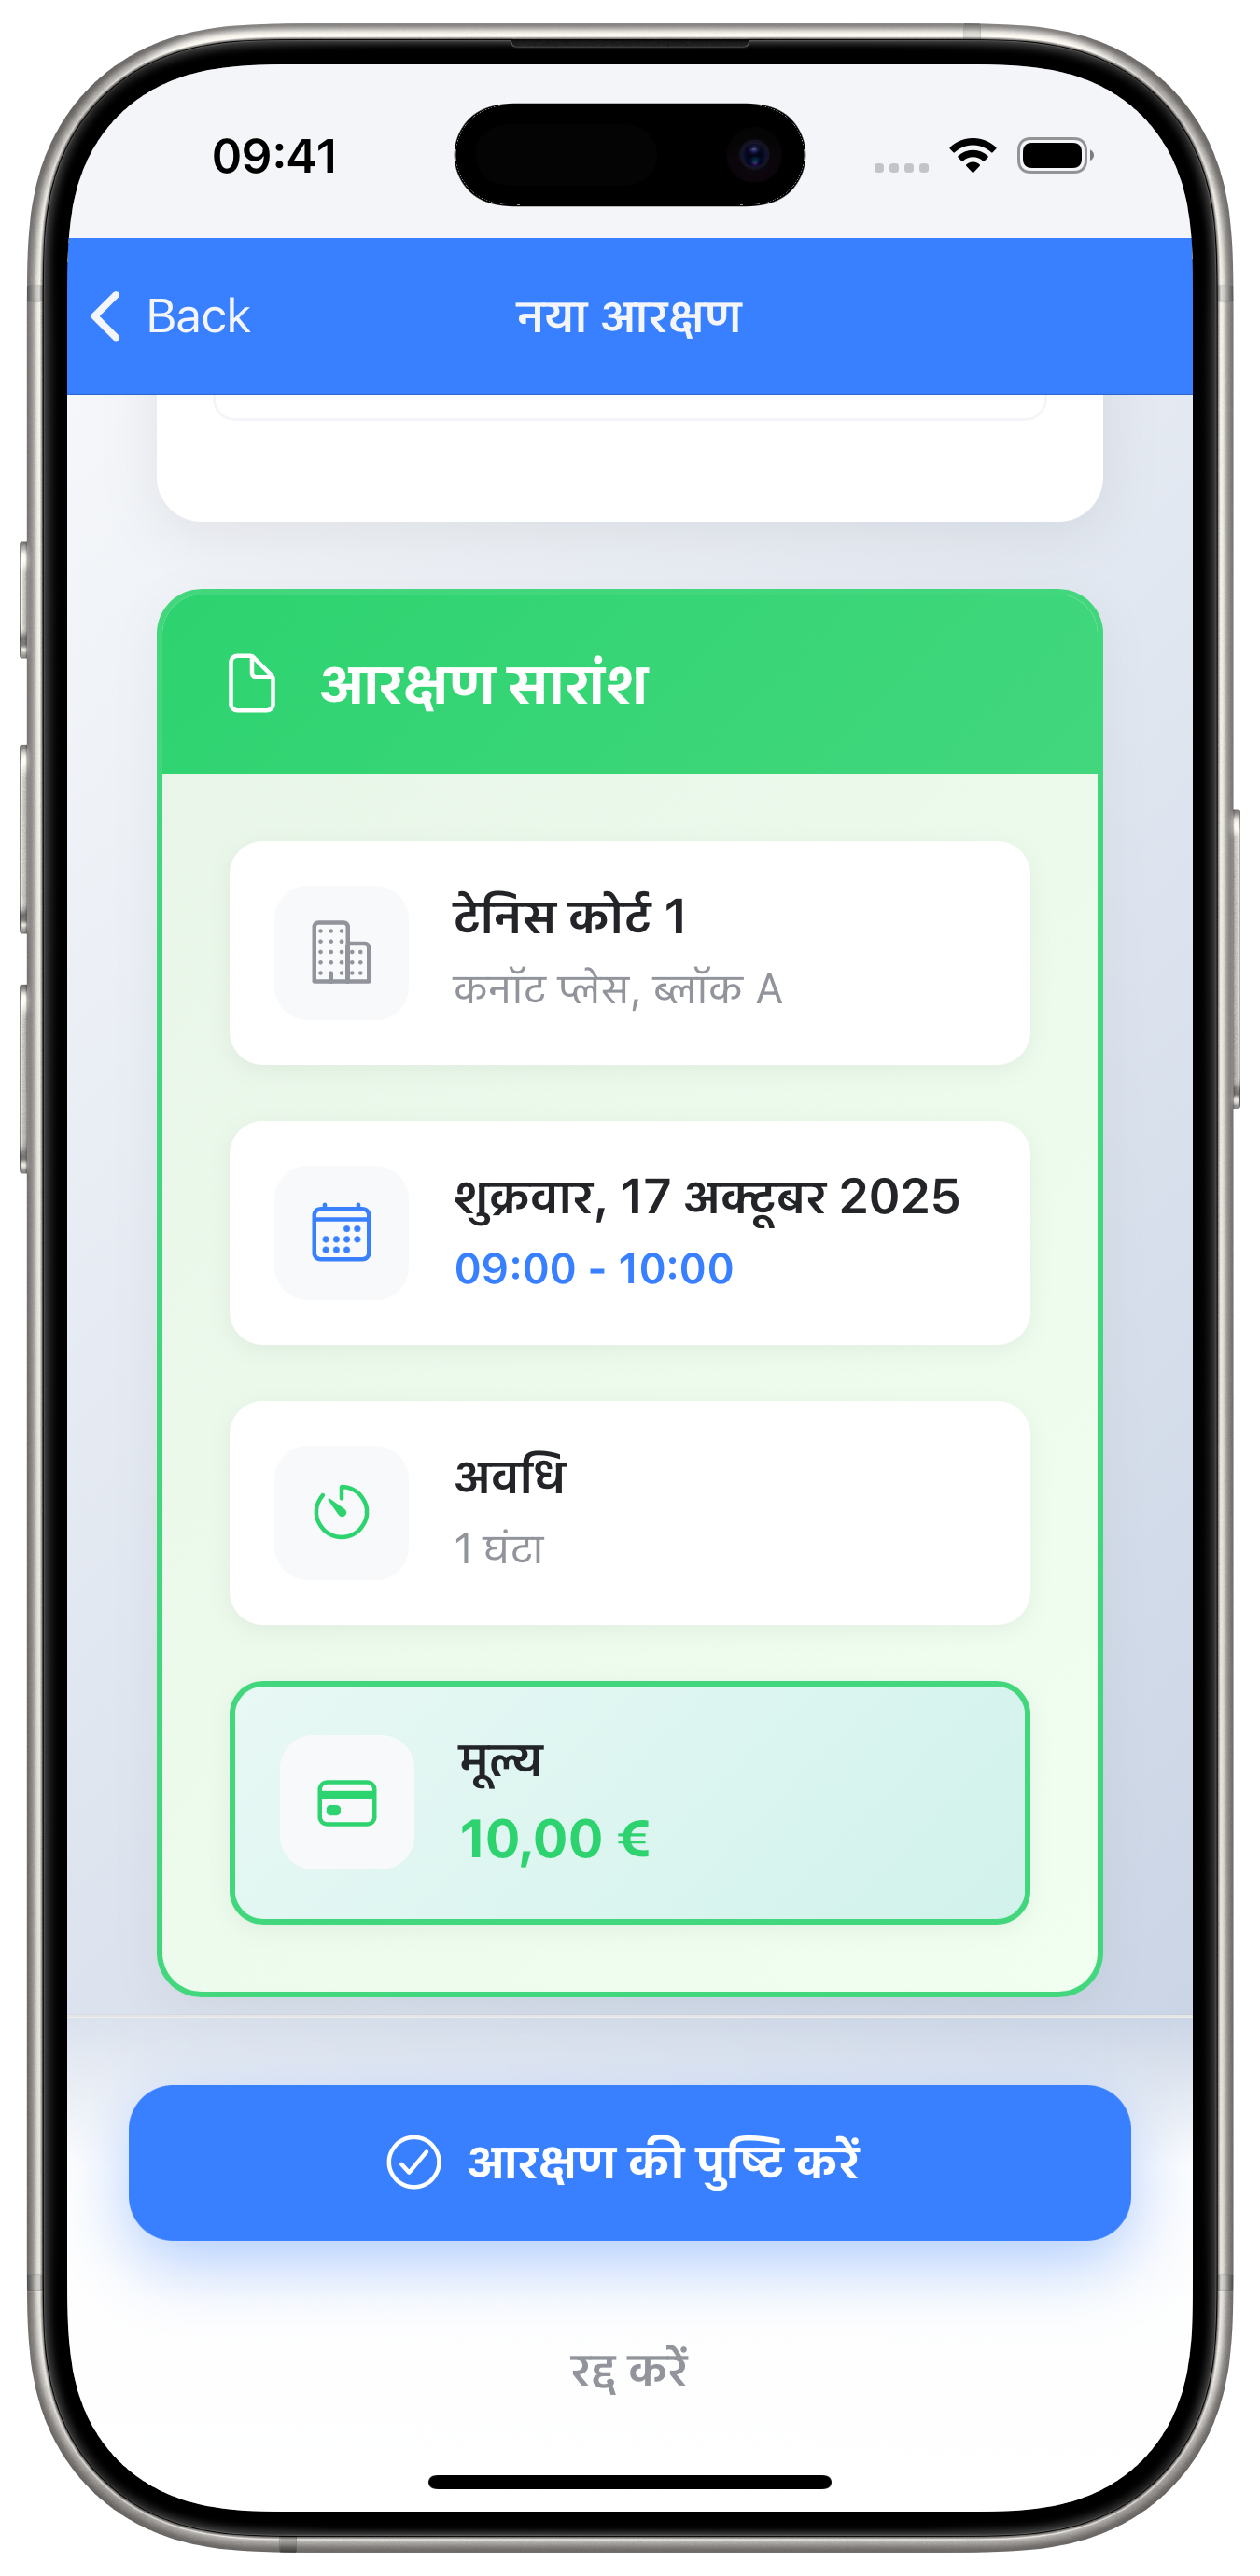 09:41
Back
नया आरक्षण
आरक्षण सारांश
टेनिस कोर्ट 1
कनॉट प्लेस, ब्लॉक A
शुक्रवार, 17 अक्टूबर 2025
09:00 - 10:00
अवधि
1 घंटा
मूल्य
10,00 €
आरक्षण की पुष्टि करें
रद्द करें